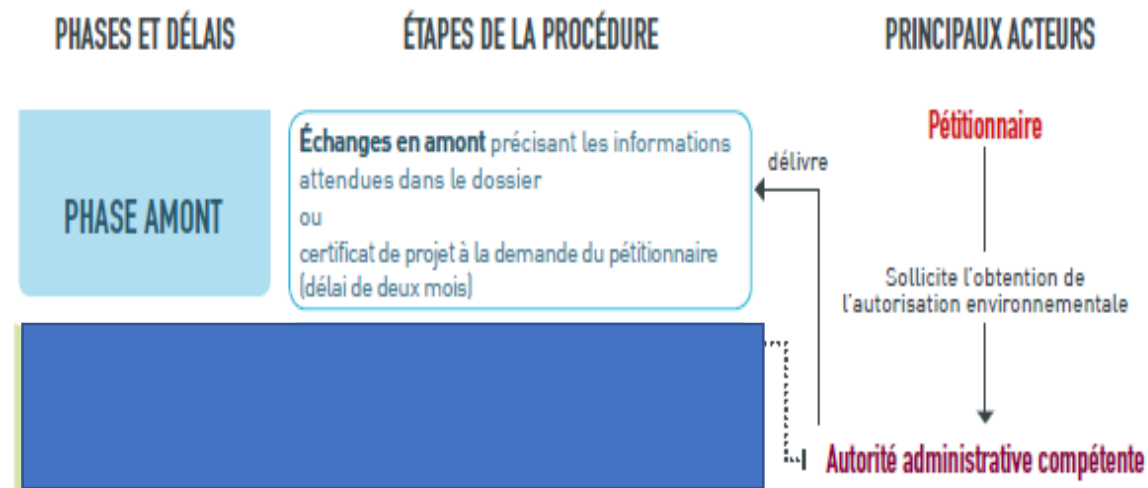 PHASES ET DÉLAIS
ÉTAPES DE LA PROCÉDURE
PRINCIPAUX ACTEURS
PHASE AMONT
Échanges en amont précisant les informations
attendues dans le dossier
ou
certificat de projet à la demande du pétitionnaire
(délai de deux mois)
délivre
Pétitionnaire
Sollicite l'obtention de
l'autorisation environnementale
Autorité administrative compétente